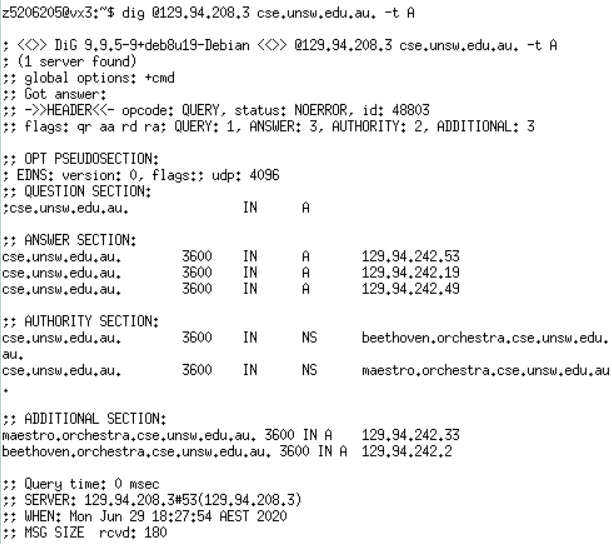 z5206205@vx3:~$ dig @129.94.208.3 cse.unsw.edu.au. -t A
; <<>> DiG 9.9.5-9+deb8u19-Debian <<>> @129.94.208.3 cse.unsw.edu.au. -t A
; (1 server found)
;; global options: +cmd
;; Got answer:
;; ->>HEADER<<- opcode: QUERY, status: NOERROR, id: 48803
;; flags: qr aa rd ra; QUERY: 1, ANSWER: 3, AUTHORITY: 2, ADDITIONAL: 3
;; OPT PSEUDOSECTION:
; EDNS: version: 0, flags:; udp: 4096
;; QUESTION SECTION:
;cse.unsw.edu.au. IN A
;; ANSWER SECTION:
cse.unsw.edu.au. 3600 IN A 129.94.242.53
cse.unsw.edu.au. 3600 IN A 129.94.242.19
cse.unsw.edu.au. 3600 IN A 129.94.242.49
;; AUTHORITY SECTION:
cse.unsw.edu.au. 3600 IN NS beethoven.orchestra.cse.unsw.edu.
au.
cse.unsw.edu.au. 3600 IN NS maestro.orchestra.cse.unsw.edu.au
.
;; ADDITIONAL SECTION:
maestro.orchestra.cse.unsw.edu.au. 3600 IN A 129.94.242.33
beethoven.orchestra.cse.unsw.edu.au. 3600 IN A 129.94.242.2
;; Query time: 0 msec
;; SERVER: 129.94.208.3#53(129.94.208.3)
;; WHEN: Mon Jun 29 18:27:54 AEST 2020
;; MSG SIZE rcvd: 180